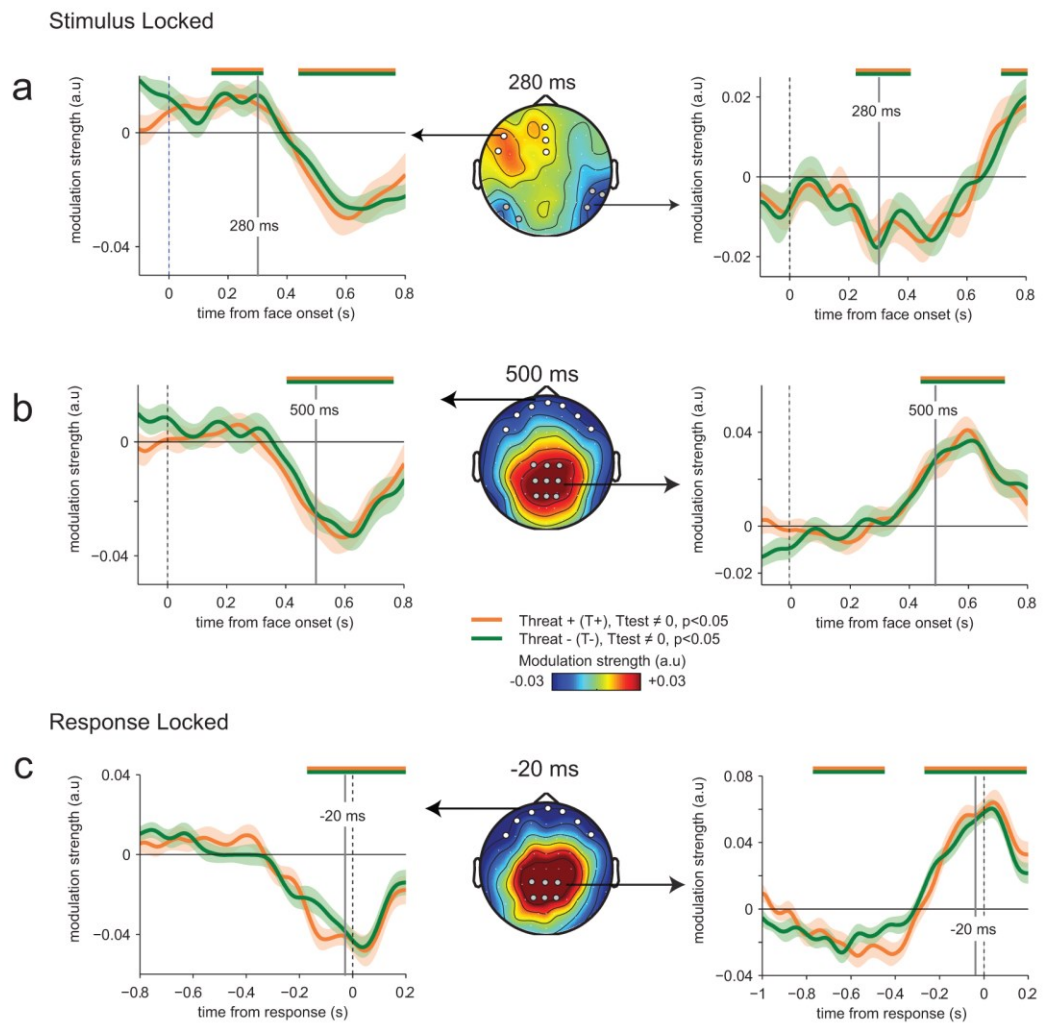 Stimulus Locked
a
modulation strength (a.u)
0
−0.04
280 ms
0 0.2 0.4 0.6 0.8
time from face onset (s)
280 ms
modulation strength (a.u)
0.02
0
−0.02
280 ms
0 0.2 0.4 0.6 0.8
time from face onset (s)
b
modulation strength (a.u)
0
−0.04
500 ms
0 0.2 0.4 0.6 0.8
time from face onset (s)
500 ms
modulation strength (a.u)
0.04
0
−0.02
500 ms
0 0.2 0.4 0.6 0.8
time from face onset (s)
Threat + (T+), Ttest ≠ 0, p<0.05
Threat - (T-), Ttest ≠ 0, p<0.05
Modulation strength (a.u)
-0.03 +0.03
Response Locked
c
modulation strength (a.u)
0.04
0
−0.04
-20 ms
−0.8 −0.6 −0.4 −0.2 0 0.2
time from response (s)
-20 ms
modulation strength (a.u)
0.08
0.04
0
−0.04
-20 ms
−1 −0.8 −0.6 −0.4 −0.2 0 0.2
time from response (s)